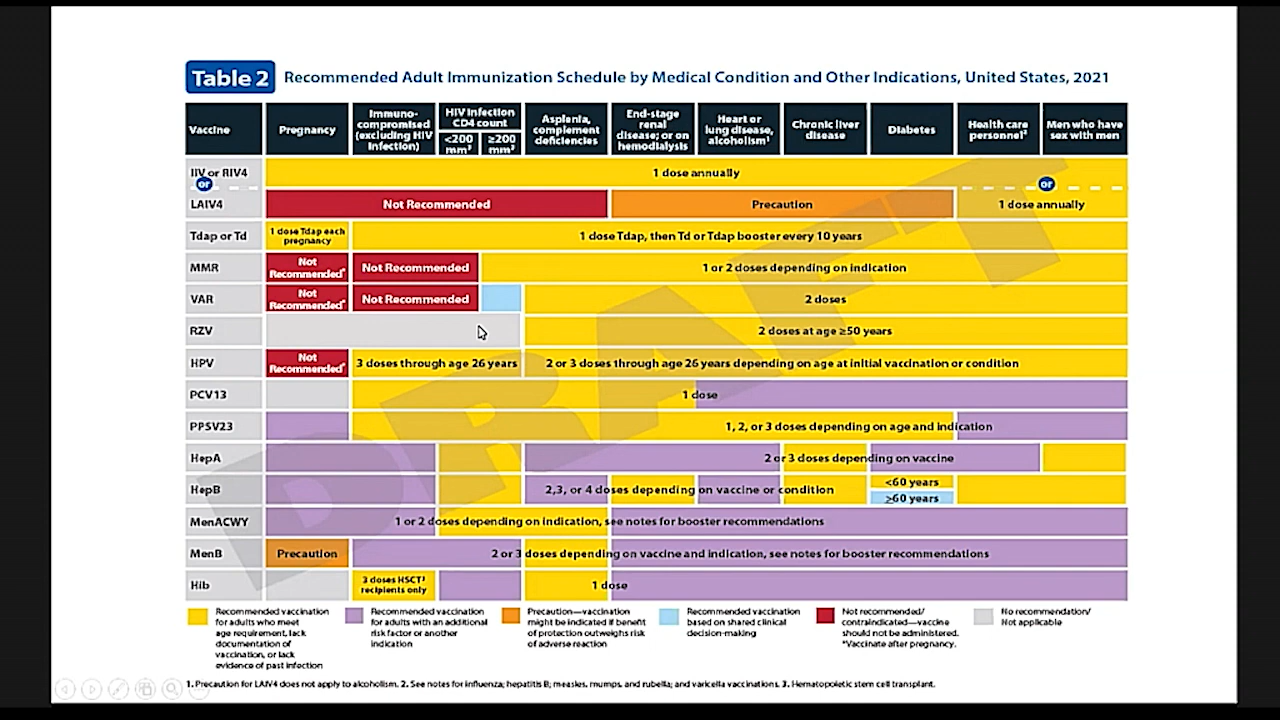 Table 2 Recommended Adult Immunization Schedule by Medical Condition and Other Indications, United States, 2021
Vaccine
Pregnancy
Immuno-
compromised
(excluding HIV
infection)
HIV infection
CD4 count
<200
mm³
≥200
mm³
Asplenia,
complement
deficiencies
End-stage
renal
disease; or on
hemodialysis
Heart or
lung disease,
alcoholism¹
Chronic liver
disease
Diabetes
Health care
personnel²
Men who have
sex with men
IIV or RIV4
1 dose annually
or
or
LAIV4
Not Recommended
Precaution
1 dose annually
Tdap or Td
1 dose Tdap each
pregnancy
1 dose Tdap, then Td or Tdap booster every 10 years
MMR
Not
Recommended*
Not Recommended
1 or 2 doses depending on indication
VAR
Not
Recommended*
Not Recommended
2 doses
RZV
2 doses at age ≥50 years
HPV
Not
Recommended*
3 doses through age 26 years
2 or 3 doses through age 26 years depending on age at initial vaccination or condition
PCV13
1 dose
PPSV23
1, 2, or 3 doses depending on age and indication
HepA
2 or 3 doses depending on vaccine
HepB
2,3, or 4 doses depending on vaccine or condition
<60 years
≥60 years
MenACWY
1 or 2 doses depending on indication, see notes for booster recommendations
MenB
Precaution
2 or 3 doses depending on vaccine and indication, see notes for booster recommendations
Hib
3 doses HSCT³
recipients only
1 dose
DRAFT
Recommended vaccination
for adults who meet
age requirement, lack
documentation of
vaccination, or lack
evidence of past infection
Recommended vaccination
for adults with an additional
risk factor or another
indication
Precaution—vaccination
might be indicated if benefit
of protection outweighs risk
of adverse reaction
Recommended vaccination
based on shared clinical
decision-making
Not recommended/
contraindicated—vaccine
should not be administered.
*Vaccinate after pregnancy.
No recommendation/
Not applicable
1. Precaution for LAIV4 does not apply to alcoholism. 2. See notes for influenza; hepatitis B; measles, mumps, and rubella; and varicella vaccinations. 3. Hematopoietic stem cell transplant.